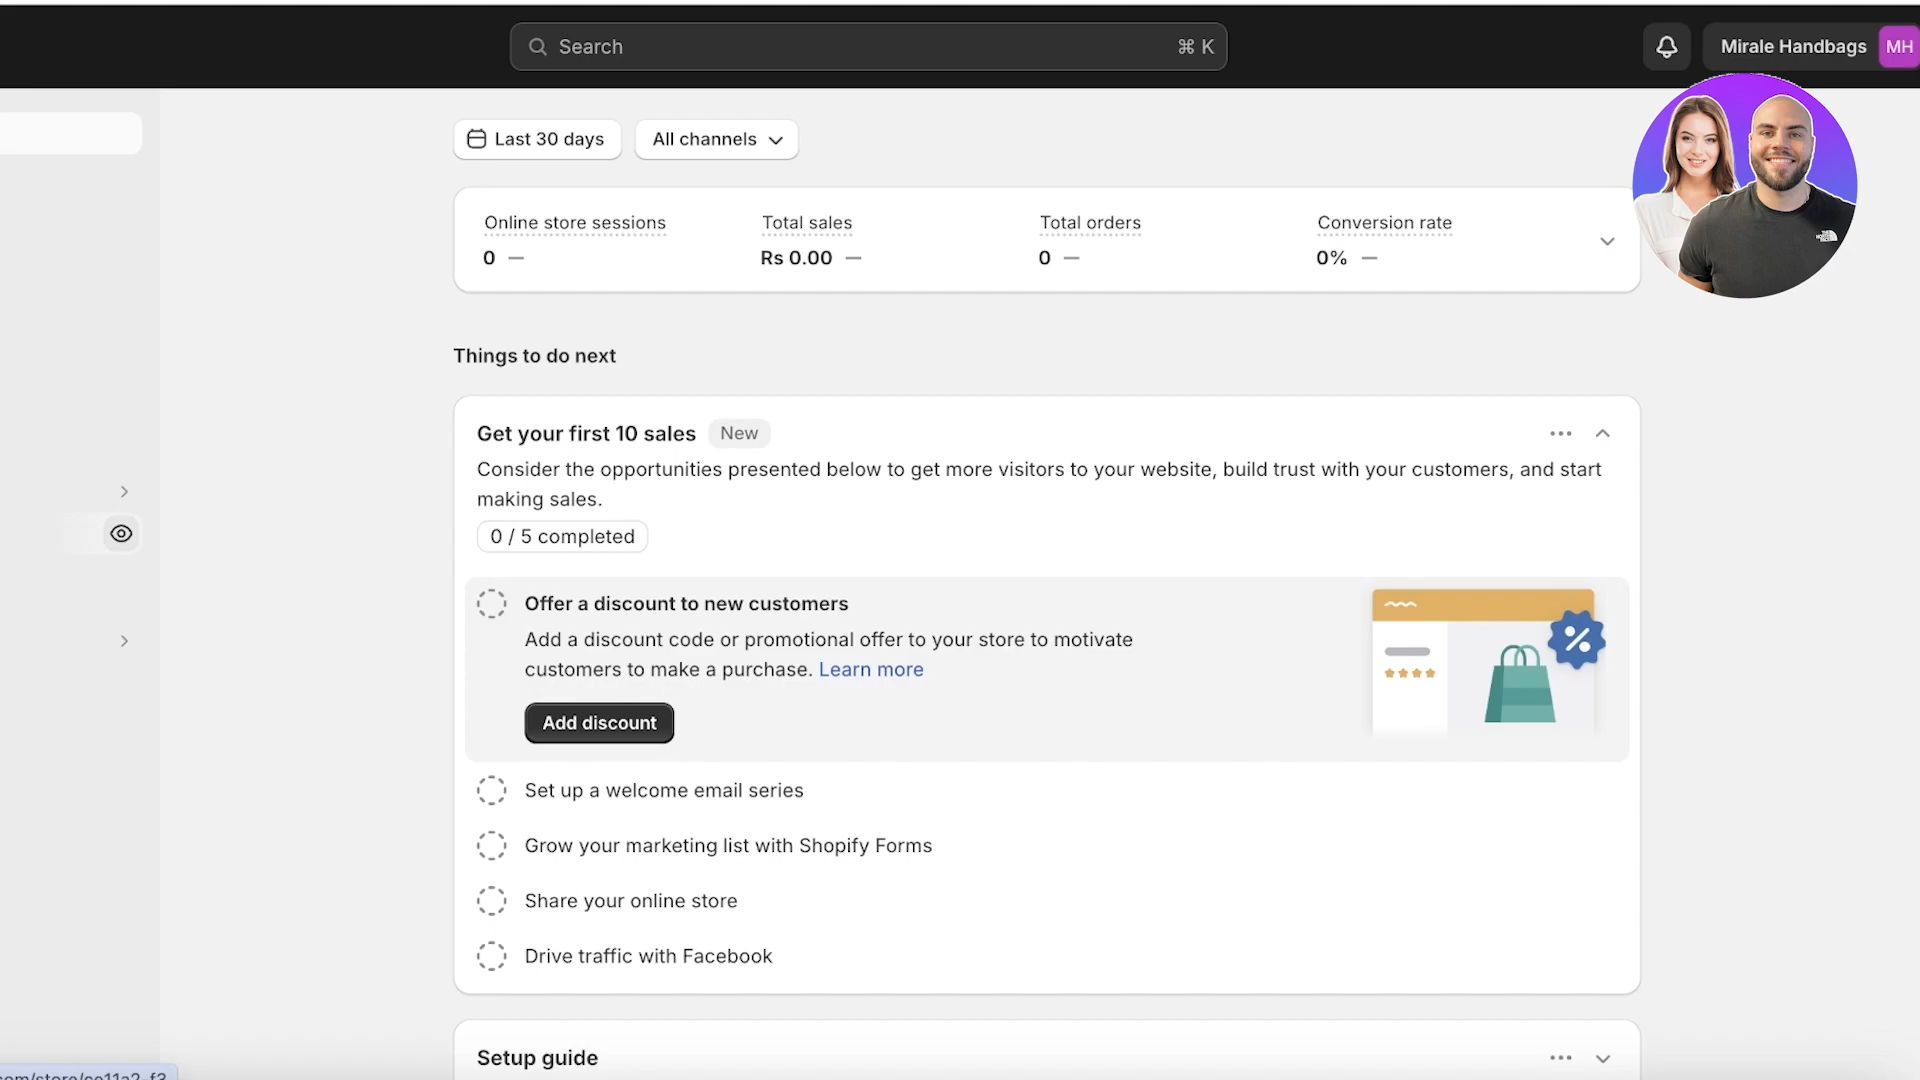 Search ⌘ K
Mirale Handbags MH
Last 30 days All channels
Online store sessions Total sales Total orders Conversion rate
0 — Rs 0.00 — 0 — 0% —
Things to do next
Get your first 10 sales New
Consider the opportunities presented below to get more visitors to your website, build trust with your customers, and start
making sales.
0 / 5 completed
Offer a discount to new customers
Add a discount code or promotional offer to your store to motivate
customers to make a purchase. Learn more
Add discount
Set up a welcome email series
Grow your marketing list with Shopify Forms
Share your online store
Drive traffic with Facebook
Setup guide